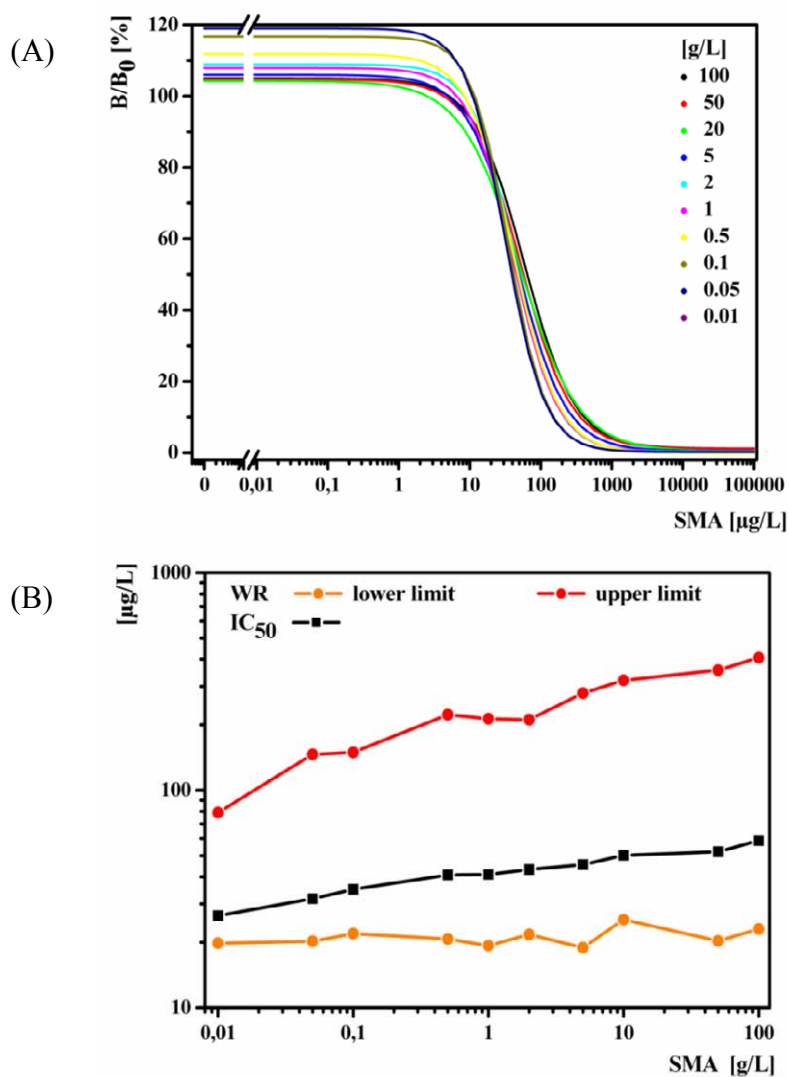 (A)
B/B0 [%]
120
100
80
60
40
20
0
[g/L]
100
50
20
5
2
1
0.5
0.1
0.05
0.01
0 0,01 0,1 1 10 100 1000 10000 100000
SMA [µg/L]
(B)
[µg/L]
1000
100
10
WR lower limit upper limit
IC50
0,01 0,1 1 10 100
SMA [g/L]